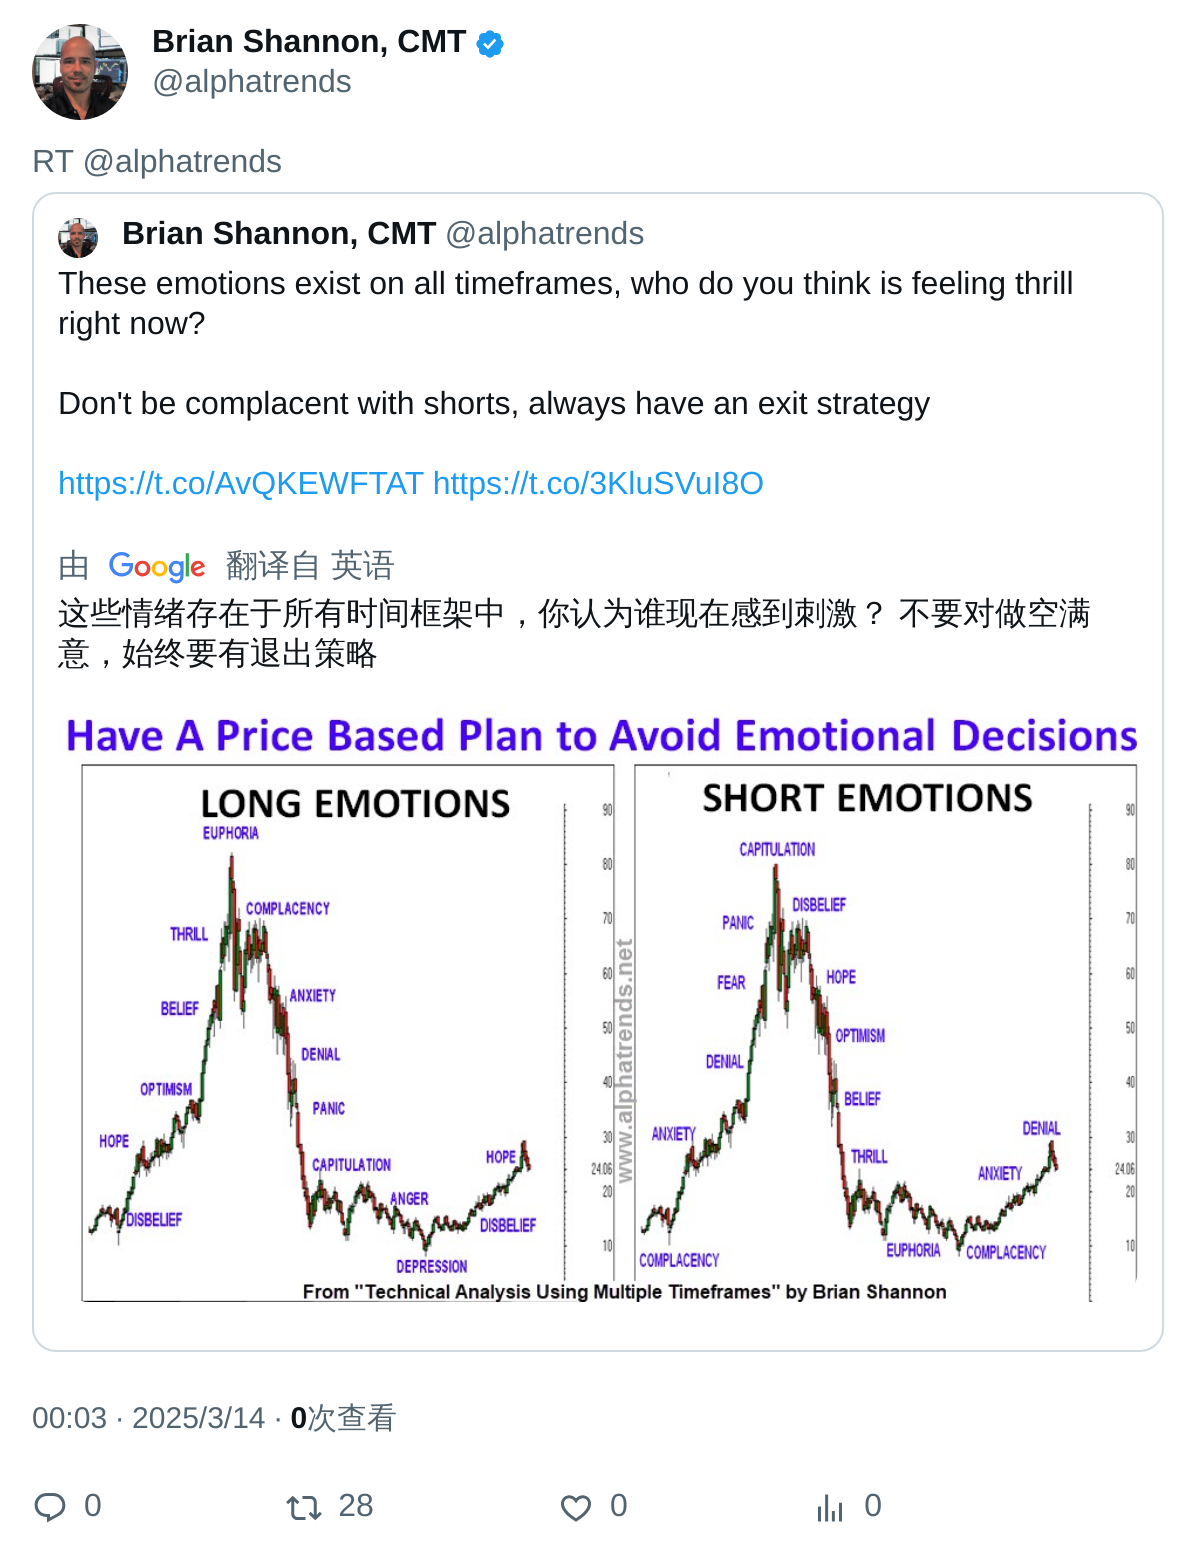 Brian Shannon, CMT
@alphatrends
RT @alphatrends
Brian Shannon, CMT @alphatrends
These emotions exist on all timeframes, who do you think is feeling thrill
right now?
Don't be complacent with shorts, always have an exit strategy
https://t.co/AvQKEWFTAT https://t.co/3KluSVuI8O
由 Google 翻译自 英语
这些情绪存在于所有时间框架中，你认为谁现在感到刺激？ 不要对做空满
意，始终要有退出策略
Have A Price Based Plan to Avoid Emotional Decisions
LONG EMOTIONS
EUPHORIA
COMPLACENCY
THRILL
ANXIETY
BELIEF
DENIAL
OPTIMISM
PANIC
HOPE
CAPITULATION
HOPE
ANGER
DISBELIEF
DISBELIEF
DEPRESSION
90
80
70
60
50
40
30
24.06
20
10
www.alphatrends.net
SHORT EMOTIONS
CAPITULATION
DISBELIEF
PANIC
HOPE
FEAR
OPTIMISM
DENIAL
BELIEF
ANXIETY
DENIAL
THRILL
ANXIETY
EUPHORIA
COMPLACENCY
COMPLACENCY
90
80
70
60
50
40
30
24.06
20
10
From "Technical Analysis Using Multiple Timeframes" by Brian Shannon
00:03 · 2025/3/14 · 0次查看
0 28 0 0